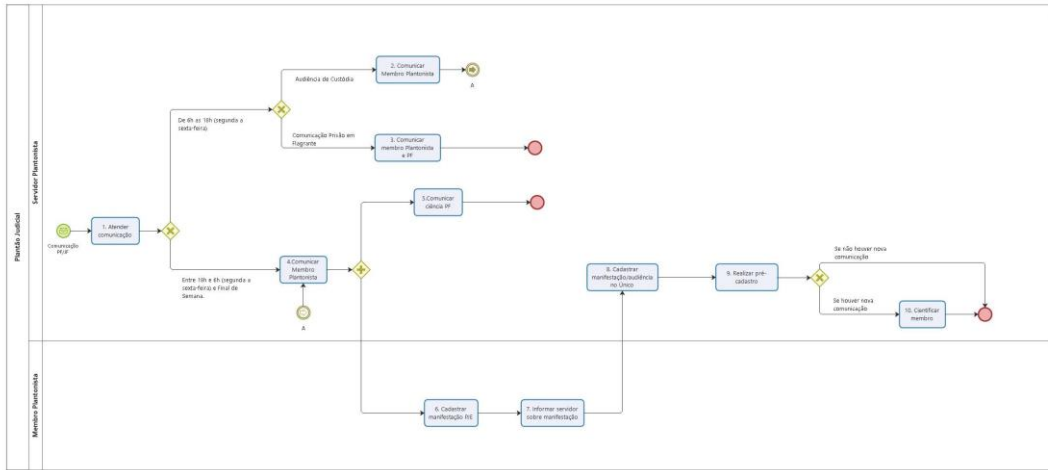 Plantão Judicial
Servidor Plantonista
Comunicação
PF/JF
1. Atender
comunicação
De 6h as 18h (segunda a
sexta-feira)
Audiência de Custódia
2. Comunicar
Membro Plantonista
A
Comunicação Prisão em
Flagrante
3. Comunicar
membro Plantonista
e PF
Entre 18h e 6h (segunda a
sexta-feira) e Final de
Semana.
4.Comunicar
Membro
Plantonista
A
5.Comunicar
ciência PF
8. Cadastrar
manifestação/audiência
no Único
9. Realizar pré-
cadastro
Se não houver nova
comunicação
Se houver nova
comunicação
10. Cientificar
membro
Membro Plantonista
6. Cadastrar
manifestação
7. Informar servidor
sobre manifestação